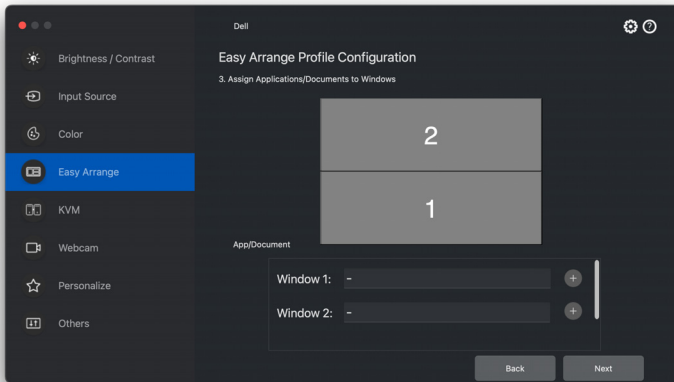 Dell
Brightness / Contrast
Input Source
Color
Easy Arrange
KVM
Webcam
Personalize
Others
Easy Arrange Profile Configuration
3. Assign Applications/Documents to Windows
2
1
App/Document
Window 1: -
Window 2: -
Back Next